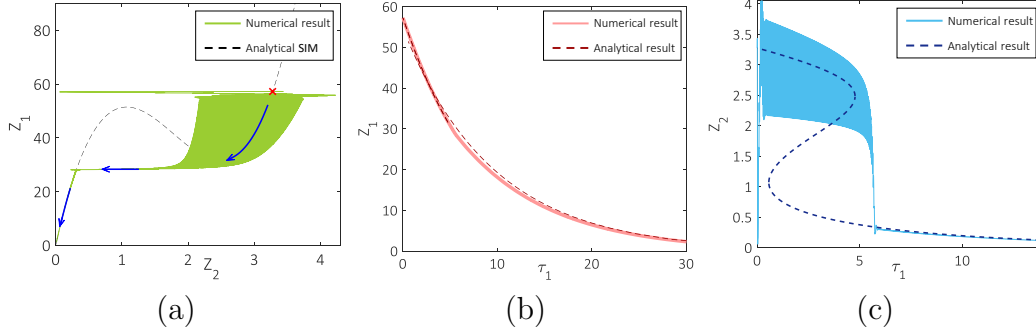 Numerical result
Analytical SIM
Z1
80
60
40
20
0
0
1
2
3
4
Z2
(a)
Numerical result
Analytical result
Z1
60
50
40
30
20
10
0
0
10
20
30
τ1
(b)
Numerical result
Analytical result
Z2
4
3.5
3
2.5
2
1.5
1
0.5
0
0
5
10
τ1
(c)